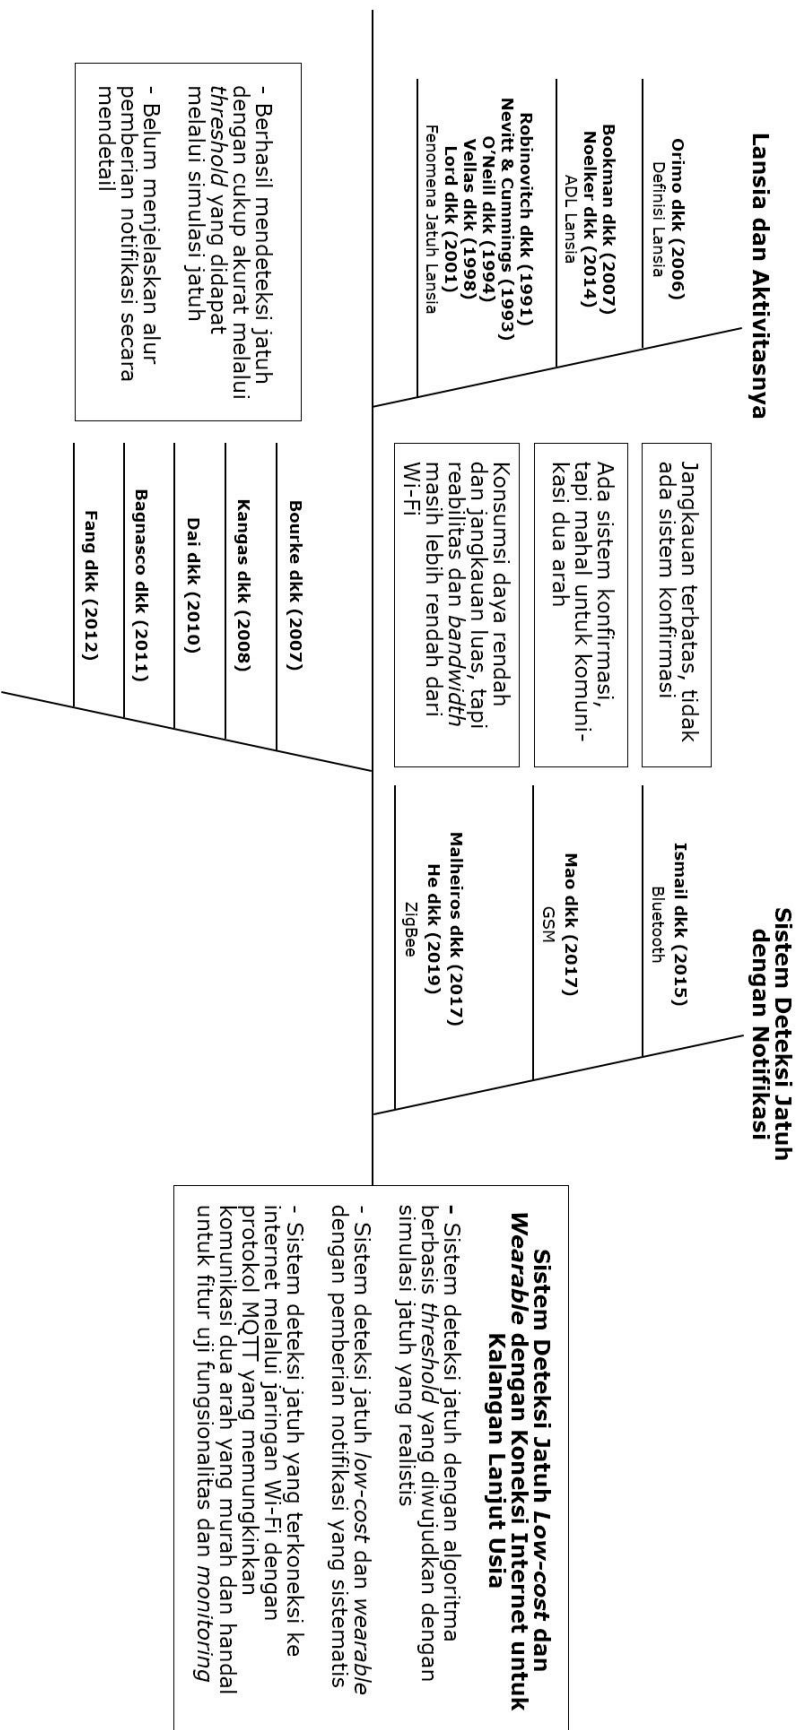 Lansia dan Aktivitasnya
Orimo dkk (2006)
Definisi Lansia
Bookman dkk (2007)
Noelker dkk (2014)
ADL Lansia
Robinovitch dkk (1991)
Nevitt & Cummings (1993)
O’Neill dkk (1994)
Vellas dkk (1998)
Lord dkk (2001)
Fenomena Jatuh Lansia
Sistem Deteksi Jatuh
dengan Notifikasi
Jangkauan terbatas, tidak
ada sistem konfirmasi
Ismail dkk (2015)
Bluetooth
Ada sistem konfirmasi,
tapi mahal untuk komuni-
kasi dua arah
Mao dkk (2017)
GSM
Konsumsi daya rendah
dan jangkauan luas, tapi
reabilitas dan bandwidth
masih lebih rendah dari
Wi-Fi
Malheiros dkk (2017)
He dkk (2019)
ZigBee
- Berhasil mendeteksi jatuh
dengan cukup akurat melalui
threshold yang didapat
melalui simulasi jatuh
- Belum menjelaskan alur
pemberian notifikasi secara
mendetail
Bourke dkk (2007)
Kangas dkk (2008)
Dai dkk (2010)
Bagnasco dkk (2011)
Fang dkk (2012)
Sistem Deteksi Jatuh Low-cost dan
Wearable dengan Koneksi Internet untuk
Kalangan Lanjut Usia
- Sistem deteksi jatuh dengan algoritma
berbasis threshold yang diwujudkan dengan
simulasi jatuh yang realistis
- Sistem deteksi jatuh low-cost dan wearable
dengan pemberian notifikasi yang sistematis
- Sistem deteksi jatuh yang terkoneksi ke
internet melalui jaringan Wi-Fi dengan
protokol MQTT yang memungkinkan
komunikasi dua arah yang murah dan handal
untuk fitur uji fungsionalitas dan monitoring